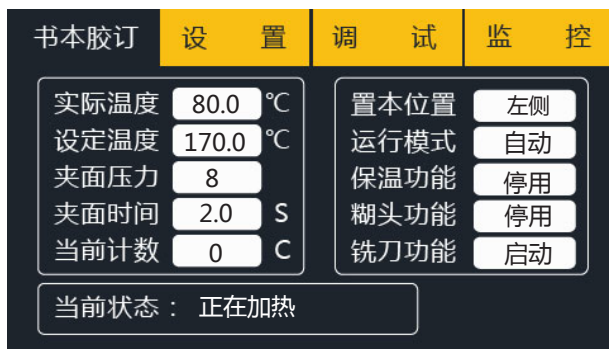 书本胶订 设置 调试 监控
实际温度 80.0 ℃
设定温度 170.0 ℃
夹面压力 8
夹面时间 2.0 S
当前计数 0 C
置本位置 左侧
运行模式 自动
保温功能 停用
糊头功能 停用
铣刀功能 启动
当前状态：正在加热